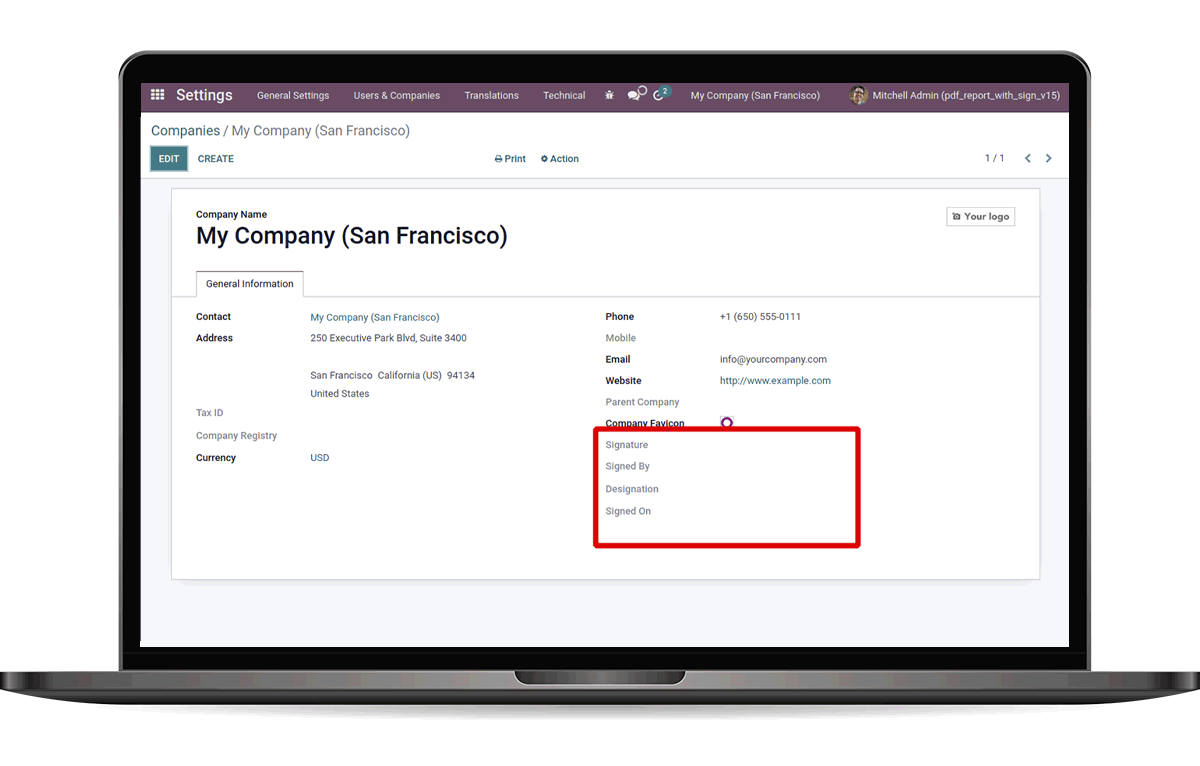 Settings General Settings Users & Companies Translations Technical 2 My Company (San Francisco) Mitchell Admin (pdf_report_with_sign_v15)
Companies / My Company (San Francisco)
EDIT CREATE Print Action 1 / 1
Company Name
Your logo
My Company (San Francisco)
General Information
Contact My Company (San Francisco)
Address 250 Executive Park Blvd, Suite 3400
San Francisco California (US) 94134
United States
Tax ID
Company Registry
Currency USD
Phone +1 (650) 555-0111
Mobile
Email info@yourcompany.com
Website http://www.example.com
Parent Company
Company Favicon
Signature
Signed By
Designation
Signed On